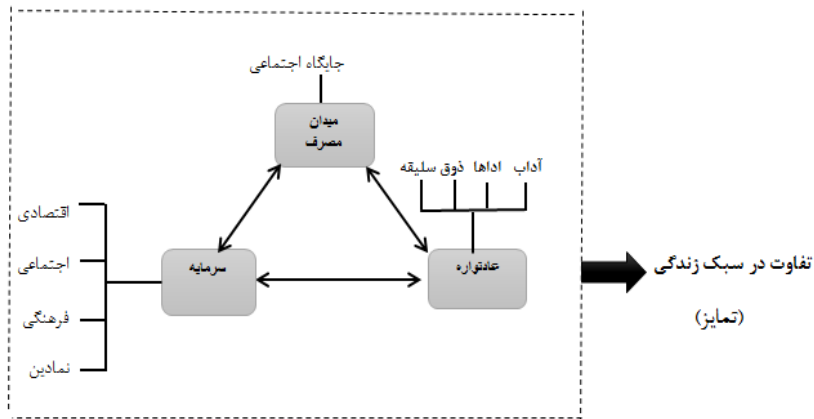 جایگاه اجتماعی
میدان
مصرف
آداب اداها ذوق سلیقه
اقتصادی
اجتماعی
فرهنگی
نمادین
سرمایه
عادتواره
تفاوت در سبک زندگی
(تمایز)